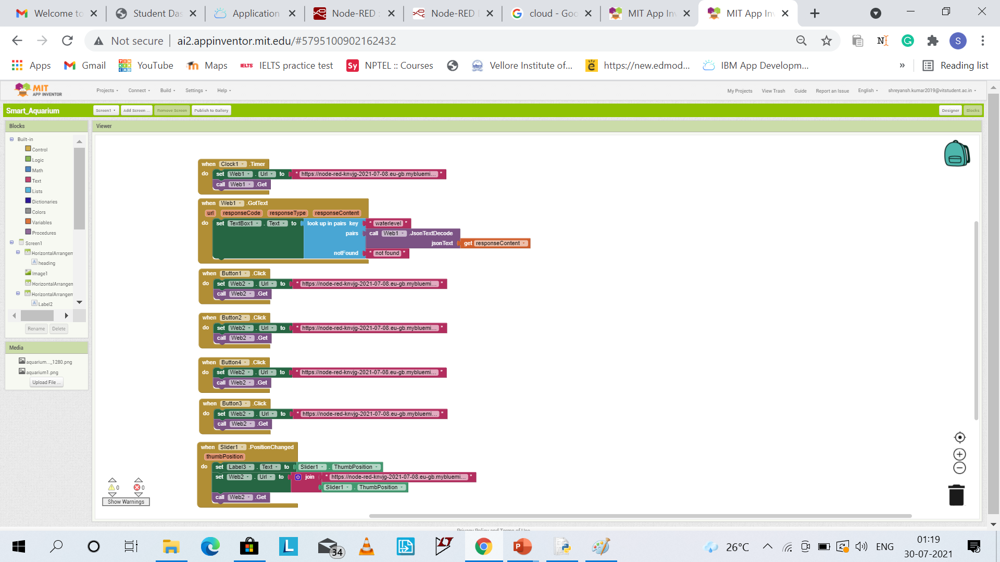 Welcome to
Student Das
Application
Node-RED :
Node-RED
cloud - Goo
MIT App Inv
MIT App Inv
Not secure
ai2.appinventor.mit.edu/#5795100902162432
S
Apps
Gmail
YouTube
Maps
IELTS IELTS practice test
Sy NPTEL :: Courses
Vellore Institute of...
https://new.edmod...
IBM App Developm...
»
Reading list
MIT
APP INVENTOR
Projects
Connect
Build
Settings
Help
My Projects
View Trash
Guide
Report an Issue
English
shreyansh.kumar2019@vitstudent.ac.in
Smart_Aquarium
Screen1
Add Screen ...
Remove Screen
Publish to Gallery
Designer
Blocks
Blocks
Built-in
Control
Logic
Math
Text
Lists
Dictionaries
Colors
Variables
Procedures
Screen1
HorizontalArrangem
heading
Image1
HorizontalArrangem
HorizontalArrangem
Label2
Rename
Delete
Media
aquarium..._1280.png
aquarium1.png
Upload File ...
Viewer
when Clock1 .Timer
do set Web1 . Url to " https://node-red-knvjg-2021-07-08.eu-gb.mybluemi... "
call Web1 .Get
when Web1 .GotText
url responseCode responseType responseContent
do set TextBox1 . Text to look up in pairs key " waterlevel "
pairs call Web1 .JsonTextDecode
jsonText get responseContent
notFound " not found "
when Button1 .Click
do set Web2 . Url to " https://node-red-knvjg-2021-07-08.eu-gb.mybluemi... "
call Web2 .Get
when Button2 .Click
do set Web2 . Url to " https://node-red-knvjg-2021-07-08.eu-gb.mybluemi... "
call Web2 .Get
when Button4 .Click
do set Web2 . Url to " https://node-red-knvjg-2021-07-08.eu-gb.mybluemi... "
call Web2 .Get
when Button3 .Click
do set Web2 . Url to " https://node-red-knvjg-2021-07-08.eu-gb.mybluemi... "
call Web2 .Get
when Slider1 .PositionChanged
thumbPosition
do set Label3 . Text to Slider1 . ThumbPosition
set Web2 . Url to join " https://node-red-knvjg-2021-07-08.eu-gb.mybluemi... "
Slider1 . ThumbPosition
call Web2 .Get
0
0
Show Warnings
Privacy Policy and Terms of Use
34
26°C
ENG
01:19
30-07-2021